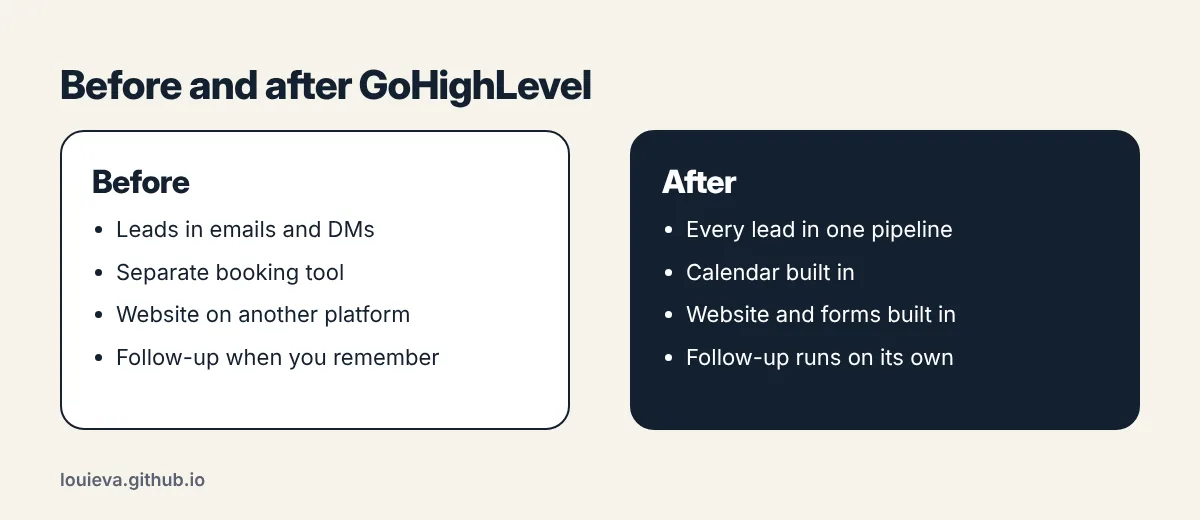 Before and after GoHighLevel
Before
• Leads in emails and DMs
• Separate booking tool
• Website on another platform
• Follow-up when you remember
After
• Every lead in one pipeline
• Calendar built in
• Website and forms built in
• Follow-up runs on its own
louieva.github.io